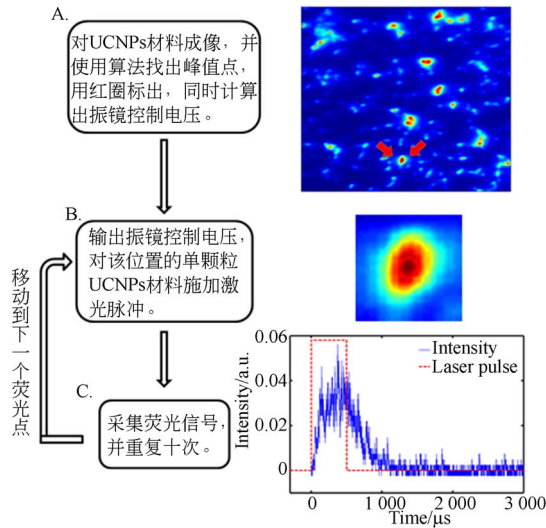 A.
对UCNPs材料成像，并
使用算法找出峰值点，
用红圈标出，同时计算
出振镜控制电压。
B.
输出振镜控制电压，
对该位置的单颗粒
UCNPs材料施加激
光脉冲。
移动到下一个荧光点
C.
采集荧光信号，
并重复十次。
Intensity/a.u.
0.06
0.04
0.02
0
Intensity
Laser pulse
0
1 000
2 000
3 000
Time/μs